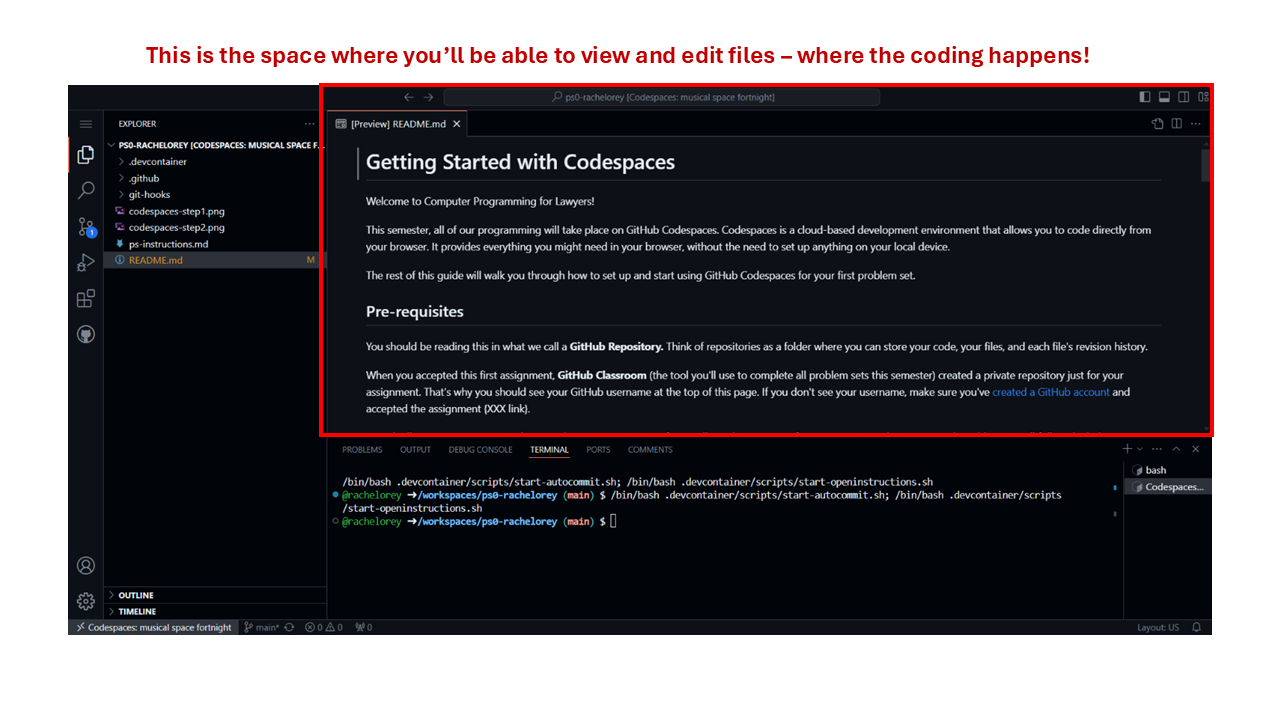 This is the space where you’ll be able to view and edit files – where the coding happens!
ps0-rachelorey [Codespaces: musical space fortnight]
EXPLORER
PS0-RACHELOREY [CODESPACES: MUSICAL SPACE F...
.devcontainer
.github
git-hooks
codespaces-step1.png
codespaces-step2.png
ps-instructions.md
README.md M
1
OUTLINE
TIMELINE
[Preview] README.md
Getting Started with Codespaces
Welcome to Computer Programming for Lawyers!
This semester, all of our programming will take place on GitHub Codespaces. Codespaces is a cloud-based development environment that allows you to code directly from
your browser. It provides everything you might need in your browser, without the need to set up anything on your local device.
The rest of this guide will walk you through how to set up and start using GitHub Codespaces for your first problem set.
Pre-requisites
You should be reading this in what we call a GitHub Repository. Think of repositories as a folder where you can store your code, your files, and each file's revision history.
When you accepted this first assignment, GitHub Classroom (the tool you'll use to complete all problem sets this semester) created a private repository just for your
assignment. That's why you should see your GitHub username at the top of this page. If you don't see your username, make sure you've created a GitHub account and
accepted the assignment (XXX link).
PROBLEMS OUTPUT DEBUG CONSOLE TERMINAL PORTS COMMENTS
/bin/bash .devcontainer/scripts/start-autocommit.sh; /bin/bash .devcontainer/scripts/start-openinstructions.sh
@rachelorey ➜/workspaces/ps0-rachelorey (main) $ /bin/bash .devcontainer/scripts/start-autocommit.sh; /bin/bash .devcontainer/scripts
/start-openinstructions.sh
@rachelorey ➜/workspaces/ps0-rachelorey (main) $
bash
Codespaces...
Codespaces: musical space fortnight main* 0 0 0 Layout: US